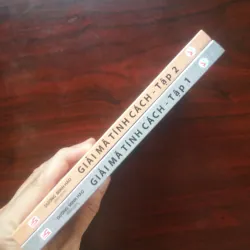 GIẢI MÃ TÍNH CÁCH - Tập 2
GIẢI MÃ TÍNH CÁCH - Tập 1